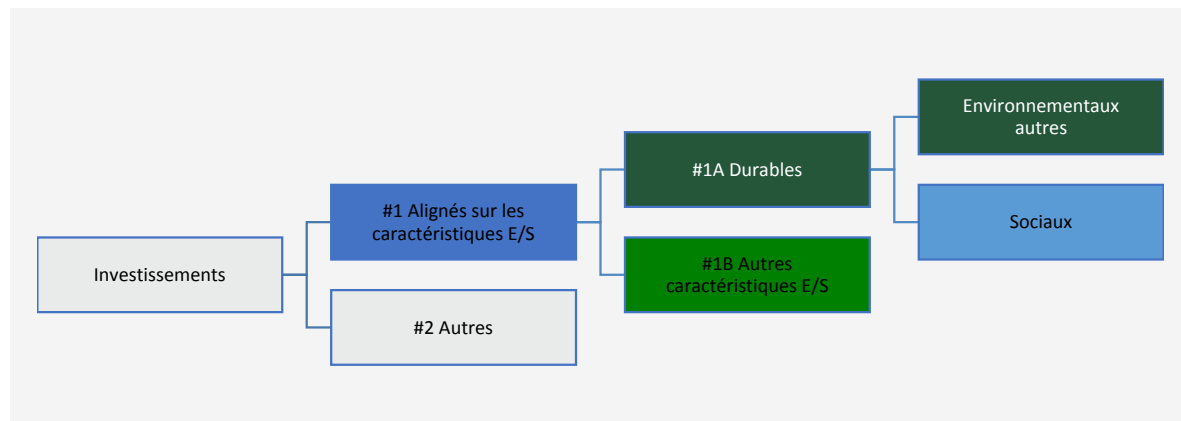 Investissements
#1 Alignés sur les
caractéristiques E/S
#2 Autres
#1A Durables
#1B Autres
caractéristiques E/S
Environnementaux
autres
Sociaux